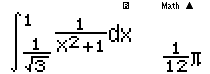 R Math ▲
∫_{1/√3}^{1} 1/(x²+1) dx
1/12 π